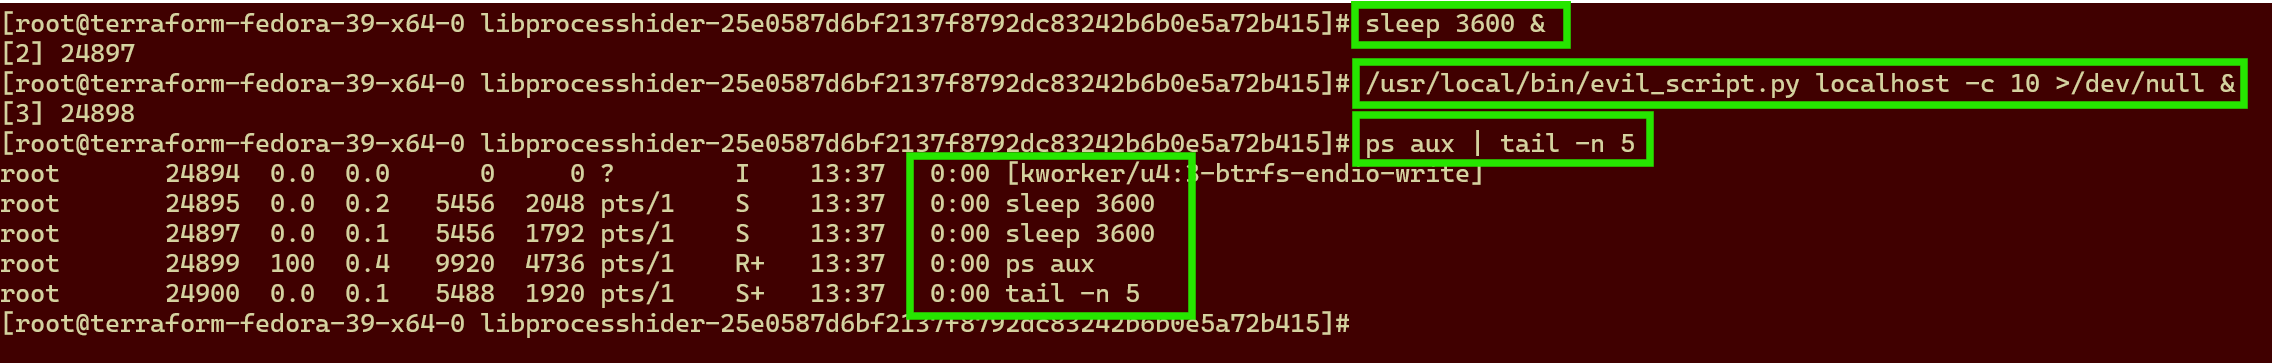 [root@terraform-fedora-39-x64-0 libprocesshider-25e0587d6bf2137f8792dc83242b6b0e5a72b415]# sleep 3600 &
[2] 24897
[root@terraform-fedora-39-x64-0 libprocesshider-25e0587d6bf2137f8792dc83242b6b0e5a72b415]# /usr/local/bin/evil_script.py localhost -c 10 >/dev/null &
[3] 24898
[root@terraform-fedora-39-x64-0 libprocesshider-25e0587d6bf2137f8792dc83242b6b0e5a72b415]# ps aux | tail -n 5
root       24894  0.0  0.0      0     0 ?        I    13:37   0:00 [kworker/u4:3-btrfs-endio-write]
root       24895  0.0  0.2   5456  2048 pts/1    S    13:37   0:00 sleep 3600
root       24897  0.0  0.1   5456  1792 pts/1    S    13:37   0:00 sleep 3600
root       24899  100  0.4   9920  4736 pts/1    R+   13:37   0:00 ps aux
root       24900  0.0  0.1   5488  1920 pts/1    S+   13:37   0:00 tail -n 5
[root@terraform-fedora-39-x64-0 libprocesshider-25e0587d6bf2137f8792dc83242b6b0e5a72b415]#